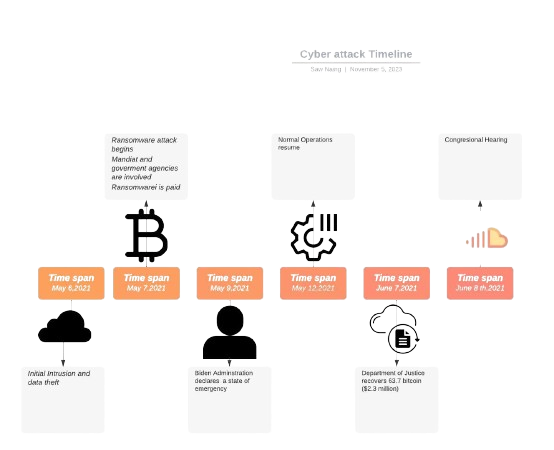 Cyber attack Timeline
Saw Naing | November 5, 2023
Ransomware attack
begins
Mandiat and
goverment agencies
are involved
Ransomwarei is paid
Normal Operations
resume
Congresional Hearing
Time span
May 6,2021
Time span
May 7,2021
Time span
May 9,2021
Time span
May 12,2021
Time span
June 7,2021
Time span
June 8 th,2021
Initial Intrusion and
data theft
Biden Adminstration
declares a state of
emergency
Department of Justice
recovers 63.7 bitcoin
($2.3 million)